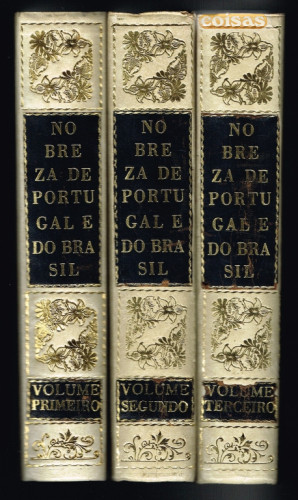 coisas
NO
BRE
ZA DE
PORTU
GAL E
DO BRA
SIL
VOLUME
PRIMEIRO
NO
BRE
ZA DE
PORTU
GAL E
DO BRA
SIL
VOLUME
SEGUNDO
NO
BRE
ZA DE
PORTU
GAL E
DO BRA
SIL
VOLUME
TERCEIRO